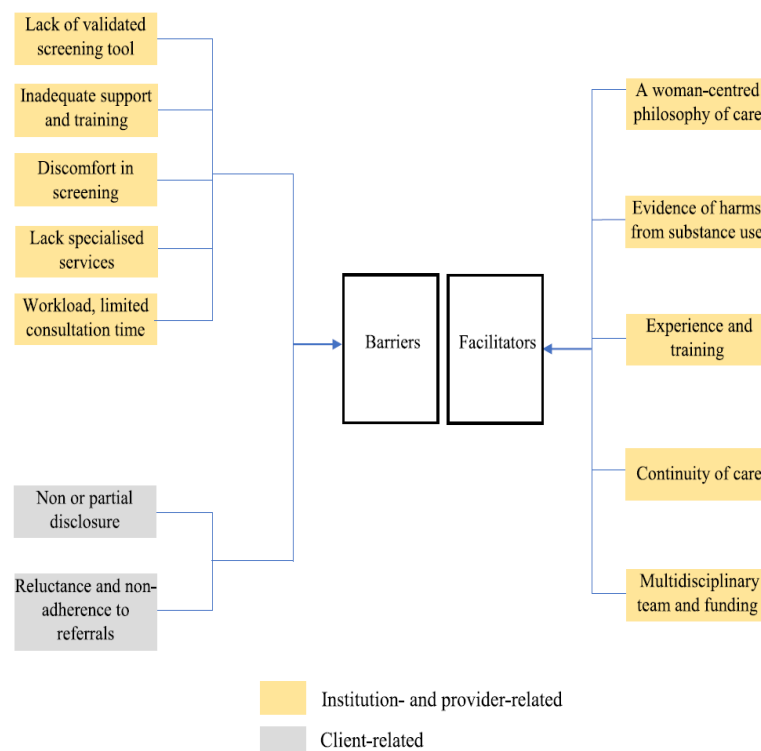 Lack of validated
screening tool
Inadequate support
and training
Discomfort in
screening
Lack specialised
services
Workload, limited
consultation time
Non or partial
disclosure
Reluctance and non-
adherence to
referrals
Barriers
Facilitators
A woman-centred
philosophy of care
Evidence of harms
from substance use
Experience and
training
Continuity of care
Multidisciplinary
team and funding
Institution- and provider-related
Client-related